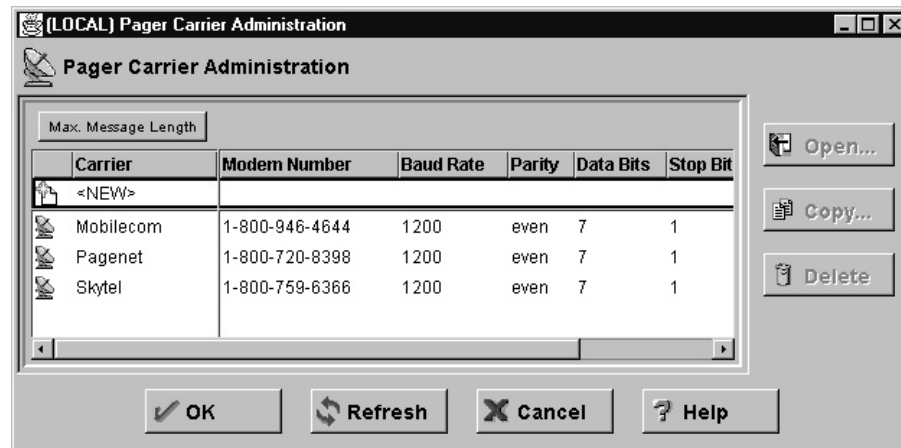 (LOCAL) Pager Carrier Administration
Pager Carrier Administration
Max. Message Length
Carrier Modem Number Baud Rate Parity Data Bits Stop Bit
<NEW>
Mobilecom 1-800-946-4644 1200 even 7 1
Pagenet 1-800-720-8398 1200 even 7 1
Skytel 1-800-759-6366 1200 even 7 1
Open...
Copy...
Delete
OK Refresh Cancel Help